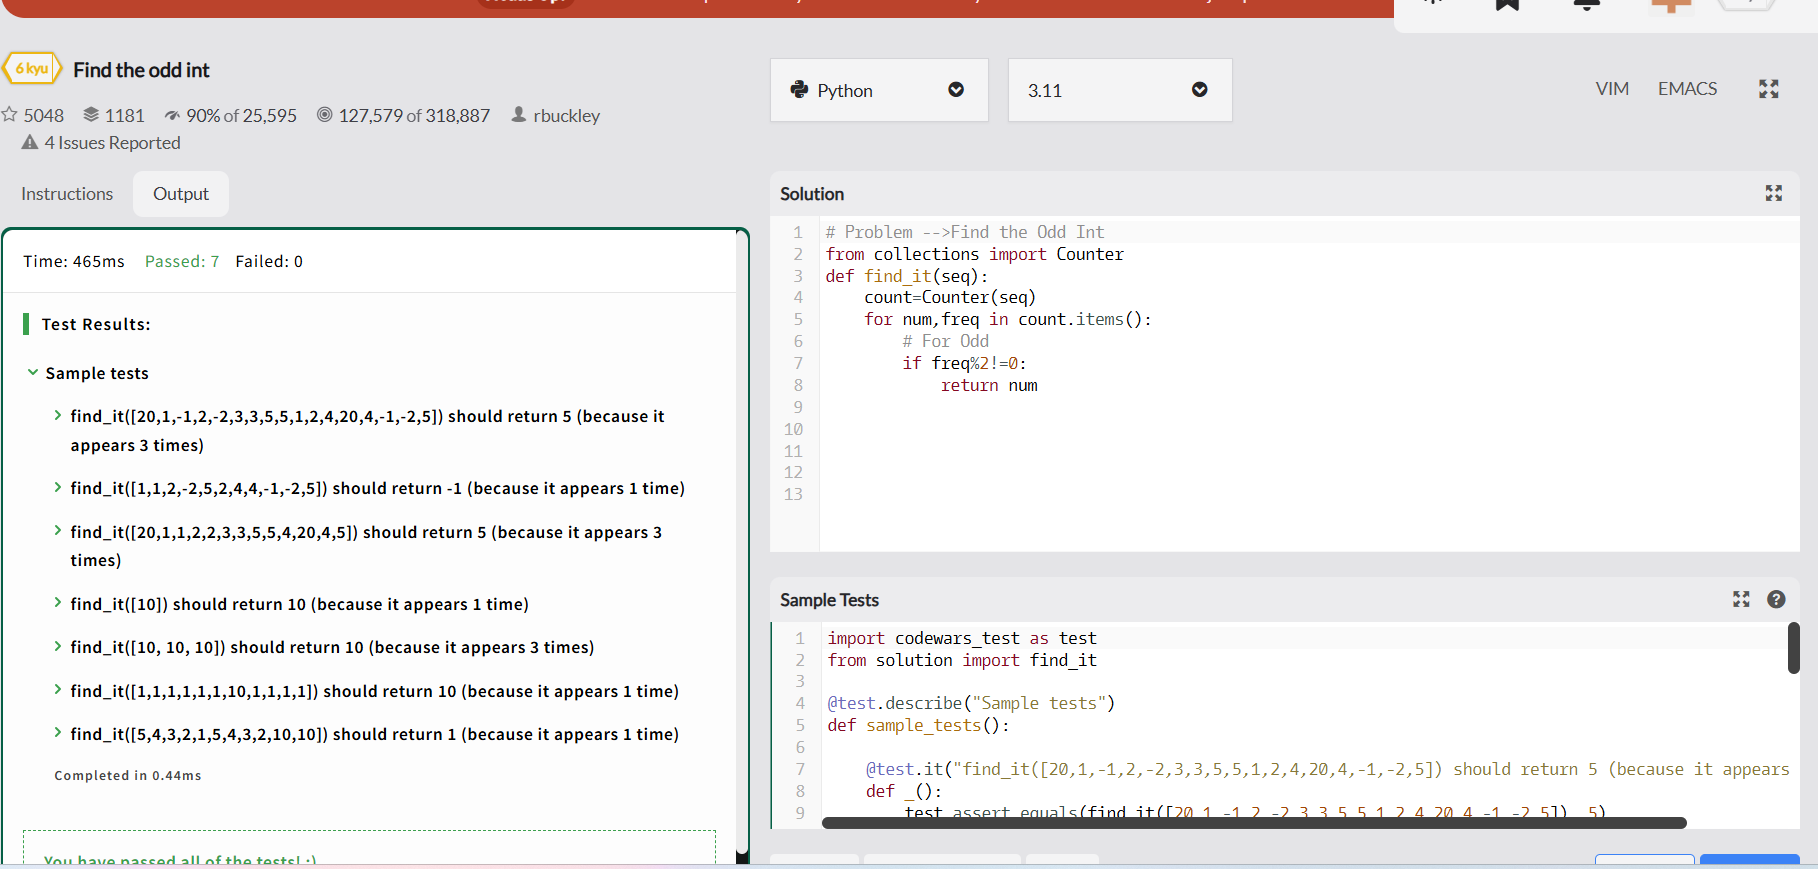 6 kyu
Find the odd int
5048 1181 90% of 25,595 127,579 of 318,887 rbuckley
4 Issues Reported
Instructions
Output
Time: 465ms Passed: 7 Failed: 0
Test Results:
Sample tests
find_it([20,1,-1,2,-2,3,3,5,5,1,2,4,20,4,-1,-2,5]) should return 5 (because it
appears 3 times)
find_it([1,1,2,-2,5,2,4,4,-1,-2,5]) should return -1 (because it appears 1 time)
find_it([20,1,1,2,2,3,3,5,5,4,20,4,5]) should return 5 (because it appears 3
times)
find_it([10]) should return 10 (because it appears 1 time)
find_it([10, 10, 10]) should return 10 (because it appears 3 times)
find_it([1,1,1,1,1,1,10,1,1,1,1]) should return 10 (because it appears 1 time)
find_it([5,4,3,2,1,5,4,3,2,10,10]) should return 1 (because it appears 1 time)
Completed in 0.44ms
You have passed all of the tests! :)
Python
3.11
VIM
EMACS
Solution
1 # Problem -->Find the Odd Int
2 from collections import Counter
3 def find_it(seq):
4 count=Counter(seq)
5 for num,freq in count.items():
6 # For Odd
7 if freq%2!=0:
8 return num
9
10
11
12
13
Sample Tests
?
1 import codewars_test as test
2 from solution import find_it
3
4 @test.describe("Sample tests")
5 def sample_tests():
6
7 @test.it("find_it([20,1,-1,2,-2,3,3,5,5,1,2,4,20,4,-1,-2,5]) should return 5 (because it appears
8 def _():
9 test.assert_equals(find_it([20,1,-1,2,-2,3,3,5,5,1,2,4,20,4,-1,-2,5]), 5)